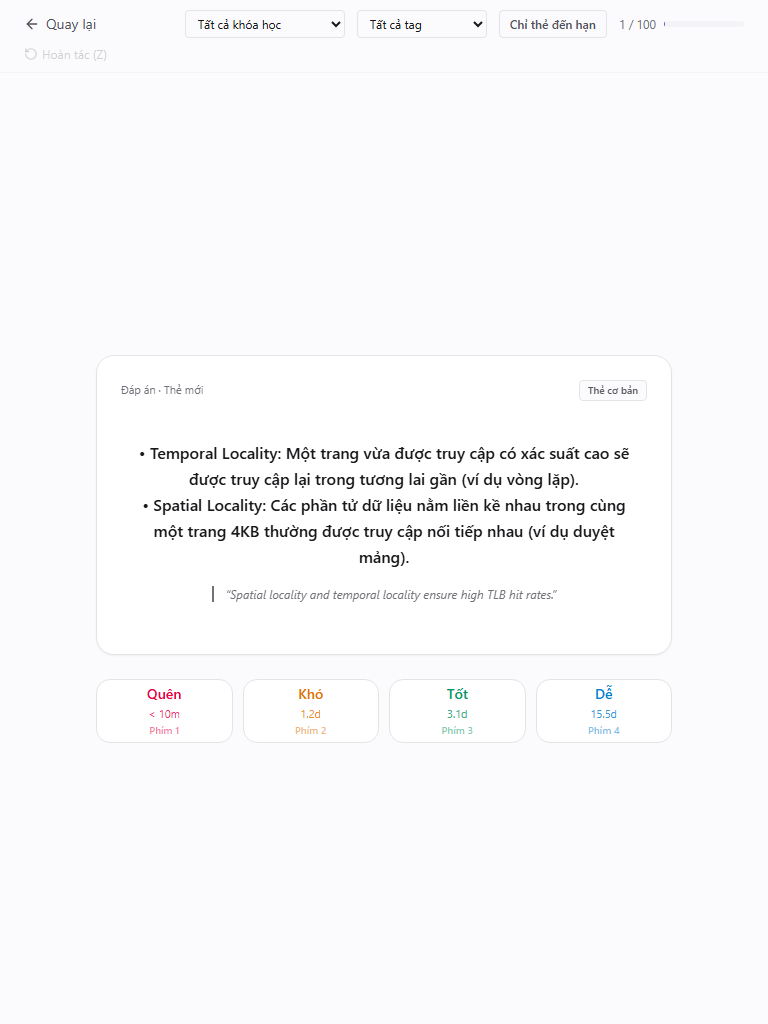 Quay lại
Tất cả khóa học
Tất cả tag
Chỉ thẻ đến hạn
1 / 100
Hoàn tác (Z)
Đáp án · Thẻ mới
Thẻ cơ bản
• Temporal Locality: Một trang vừa được truy cập có xác suất cao sẽ
được truy cập lại trong tương lai gần (ví dụ vòng lặp).
• Spatial Locality: Các phần tử dữ liệu nằm liền kề nhau trong cùng
một trang 4KB thường được truy cập nối tiếp nhau (ví dụ duyệt
mảng).
“Spatial locality and temporal locality ensure high TLB hit rates.”
Quên
< 10m
Phím 1
Khó
1.2d
Phím 2
Tốt
3.1d
Phím 3
Dễ
15.5d
Phím 4